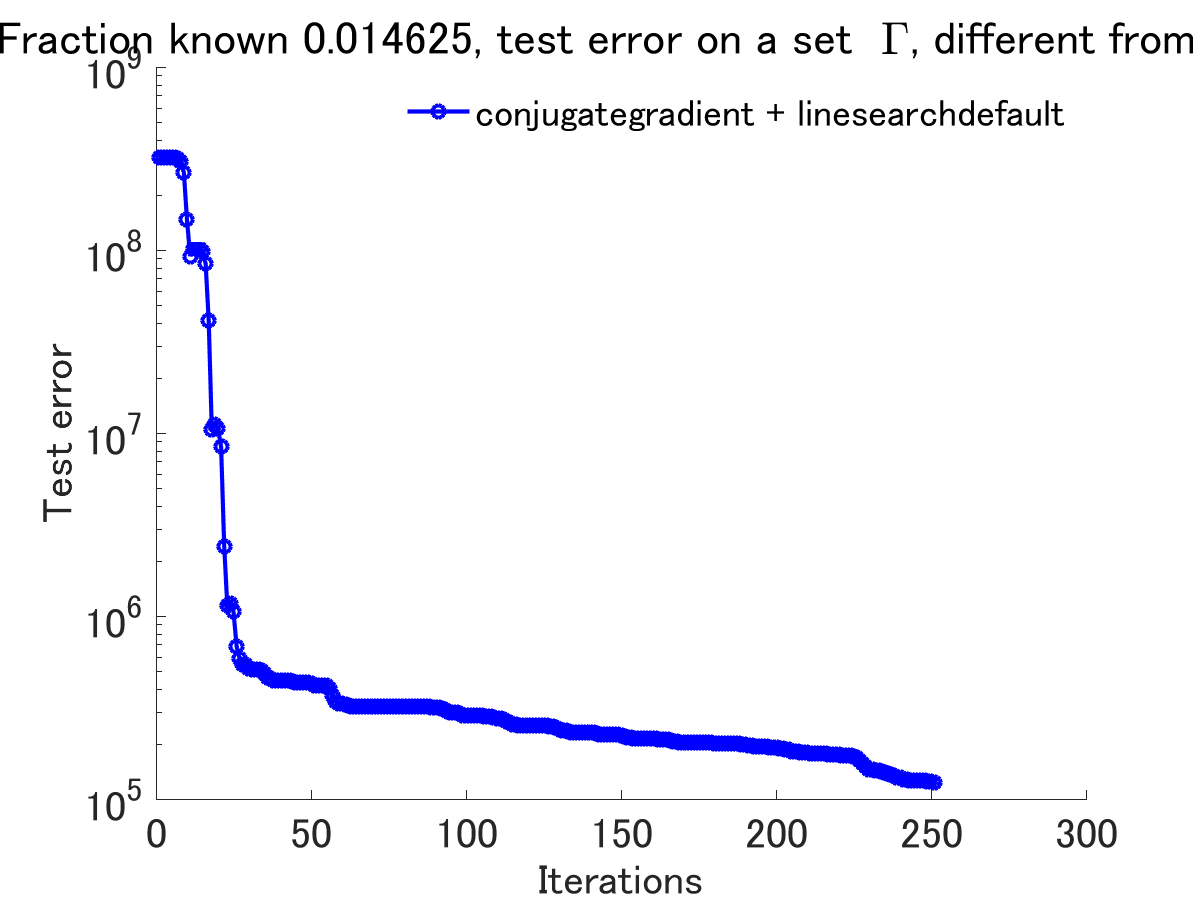 Fraction known 0.014625, test error on a set Γ, different from
10^9
conjugategradient + linesearchdefault
10^8
10^7
Test error
10^6
10^5
0 50 100 150 200 250 300
Iterations